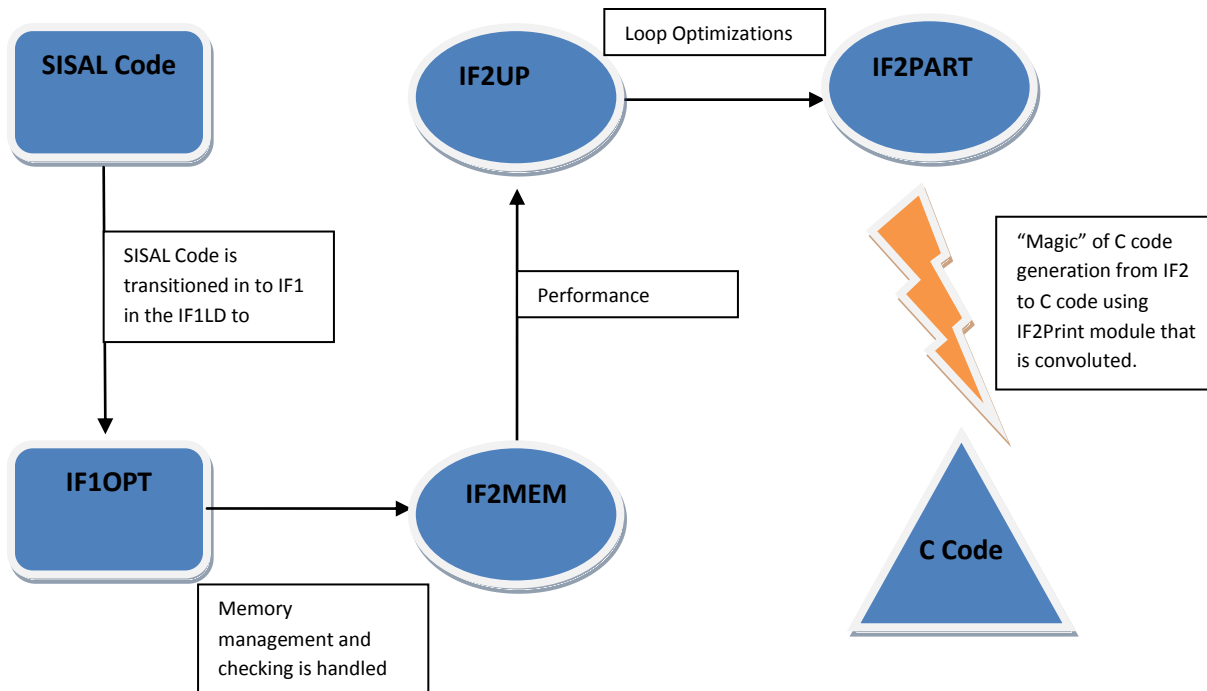 SISAL Code
SISAL Code is
transitioned in to IF1
in the IF1LD to
IF1OPT
Memory
management and
checking is handled
IF2MEM
Performance
IF2UP
Loop Optimizations
IF2PART
“Magic” of C code
generation from IF2
to C code using
IF2Print module that
is convoluted.
C Code